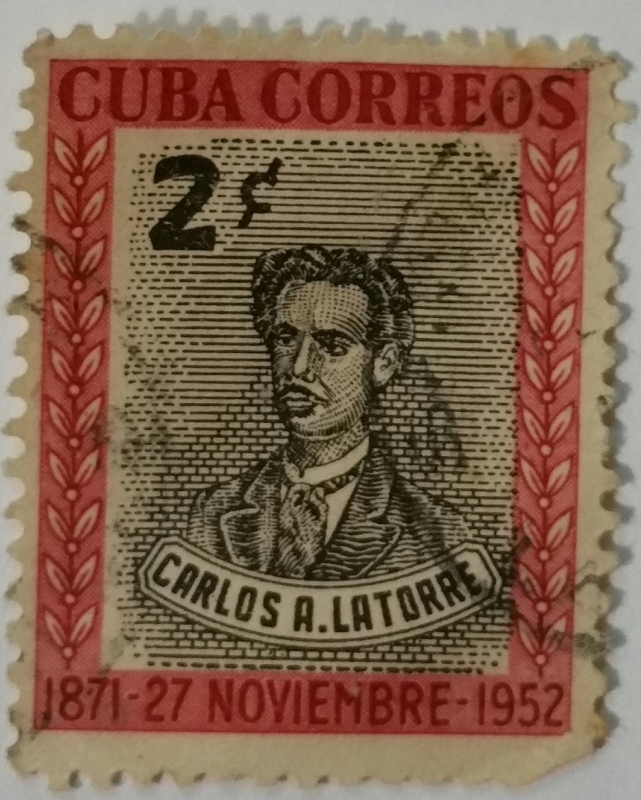 CUBA CORREOS
2¢
CARLOS A. LATORRE
1871-27 NOVIEMBRE-1952